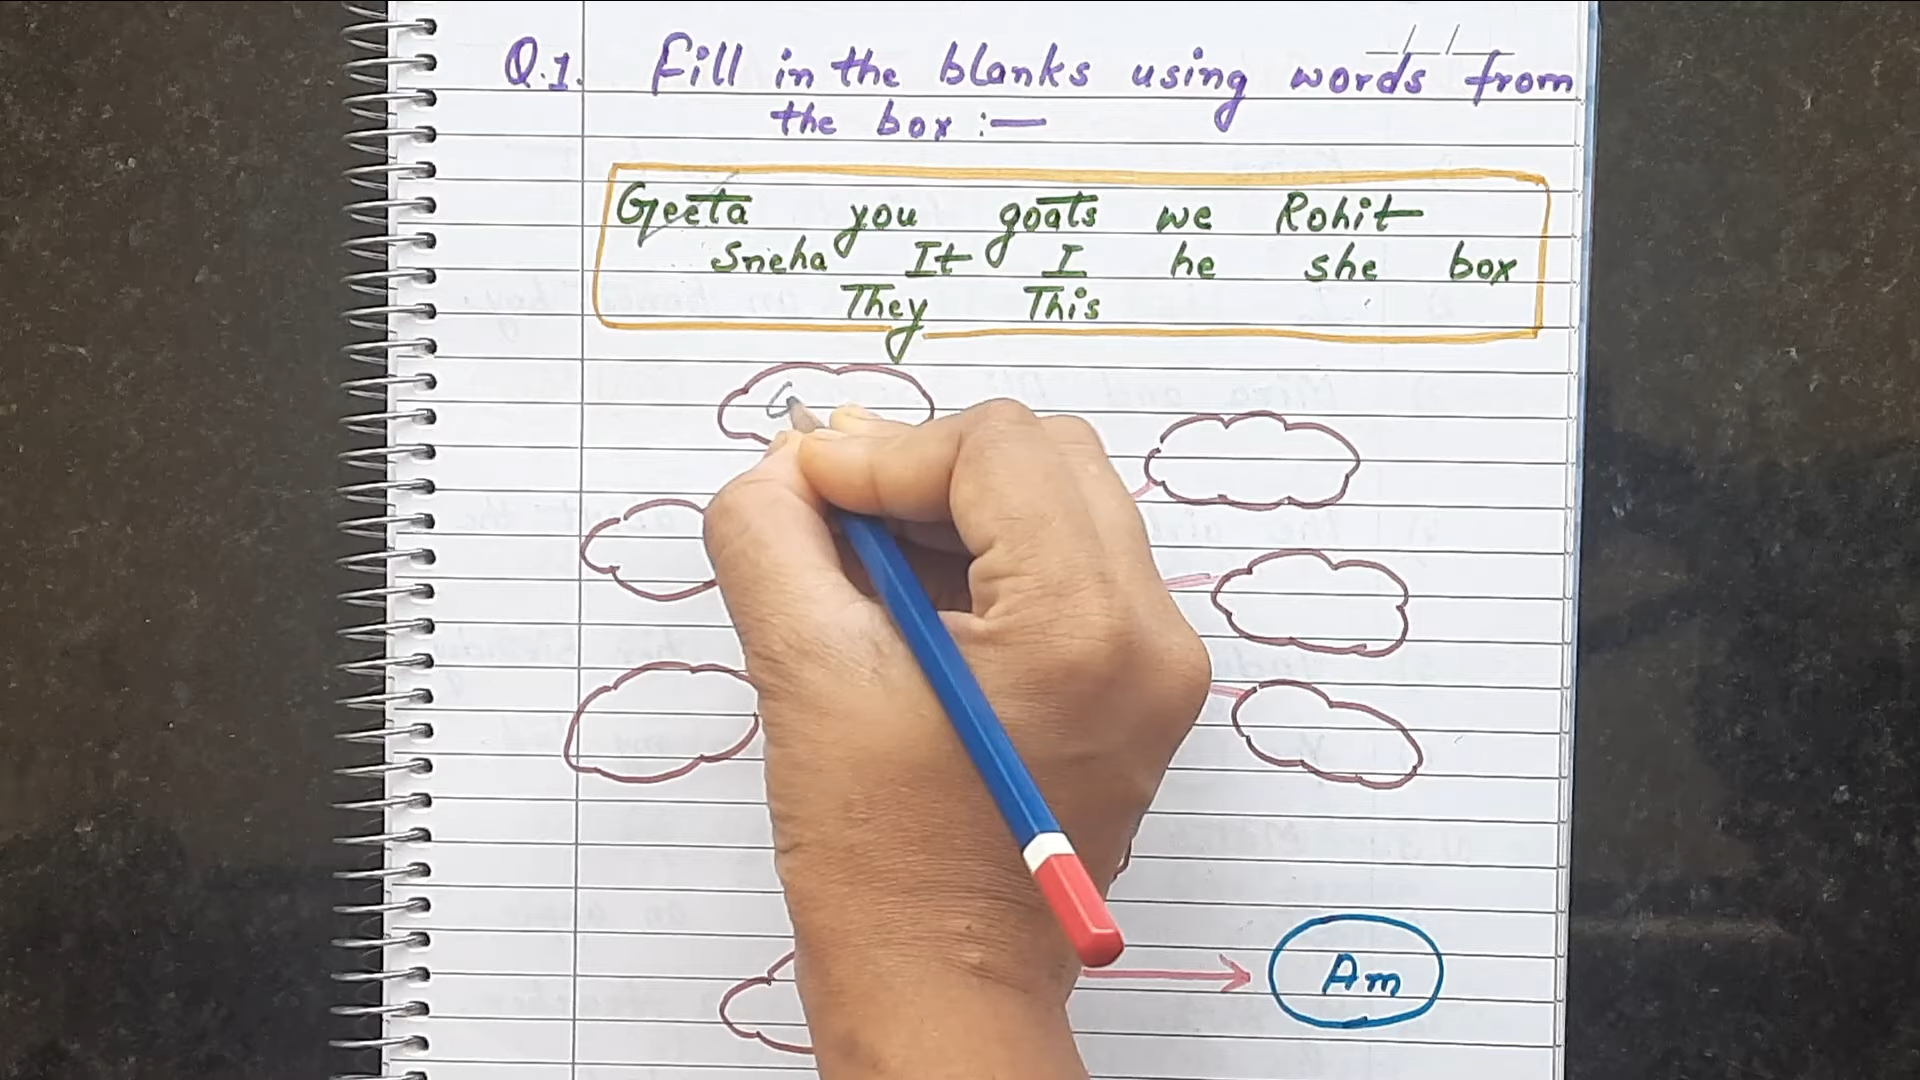 Q.1. Fill in the blanks using words from
the box :—
Geeta you goats we Rohit
Sneha It I he she box
They This
G
Am